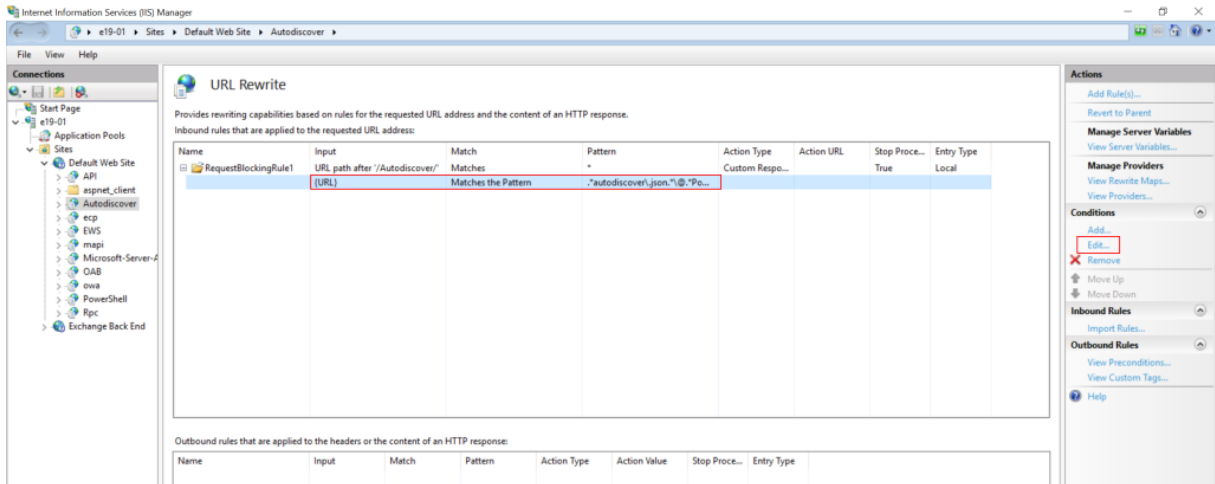 Internet Information Services (IIS) Manager
e19-01 Sites Default Web Site Autodiscover
File View Help
Connections
Start Page
e19-01
Application Pools
Sites
Default Web Site
API
aspnet_client
Autodiscover
ecp
EWS
mapi
Microsoft-Server-A
OAB
owa
PowerShell
Rpc
Exchange Back End
URL Rewrite
Provides rewriting capabilities based on rules for the requested URL address and the content of an HTTP response.
Inbound rules that are applied to the requested URL address:
Name Input Match Pattern Action Type Action URL Stop Proce... Entry Type
RequestBlockingRule1 URL path after '/Autodiscover/' Matches * Custom Respo... True Local
{URL} Matches the Pattern .*autodiscover\.json.*\@.*Po...
Outbound rules that are applied to the headers or the content of an HTTP response:
Name Input Match Pattern Action Type Action Value Stop Proce... Entry Type
Actions
Add Rule(s)...
Revert to Parent
Manage Server Variables
View Server Variables...
Manage Providers
View Rewrite Maps...
View Providers...
Conditions
Add...
Edit...
Remove
Move Up
Move Down
Inbound Rules
Import Rules...
Outbound Rules
View Preconditions...
View Custom Tags...
Help